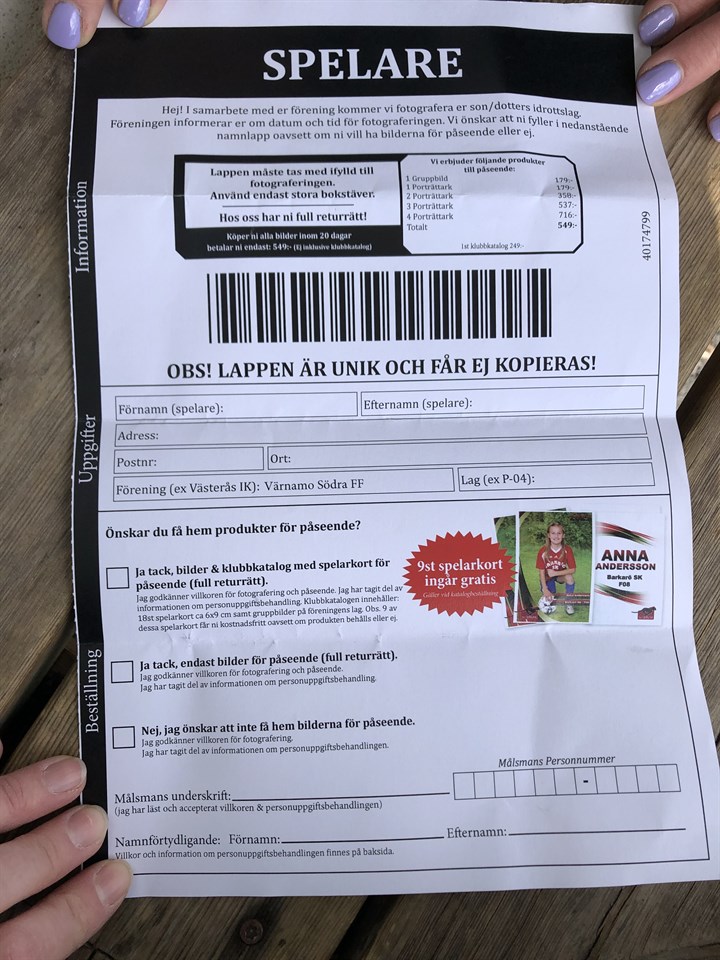 SPELARE
Hej! I samarbete med er förening kommer vi fotografera er son/dotters idrottslag.
Föreningen informerar er om datum och tid för fotograferingen. Vi önskar att ni fyller i nedanstående
namnlapp oavsett om ni vill ha bilderna för påseende eller ej.
Lappen måste tas med ifylld till
fotograferingen.
Använd endast stora bokstäver.
Hos oss har ni full returrätt!
Köper ni alla bilder inom 20 dagar
betalar ni endast: 549:- (Ej inklusive klubbkatalog)
Vi erbjuder följande produkter
till påseende:
1 Gruppbild 179:-
1 Porträttark 179:-
2 Porträttark 358:-
3 Porträttark 537:-
4 Porträttark 716:-
Totalt 549:-
1st klubbkatalog 249:-
40174799
Information
OBS! LAPPEN ÄR UNIK OCH FÅR EJ KOPIERAS!
Uppgifter
Förnamn (spelare):
Efternamn (spelare):
Adress:
Postnr:
Ort:
Förening (ex Västerås IK): Värnamo Södra FF
Lag (ex P-04):
Beställning
Önskar du få hem produkter för påseende?
Ja tack, bilder & klubbkatalog med spelarkort för
påseende (full returrätt).
Jag godkänner villkoren för fotografering och påseende. Jag har tagit del av
informationen om personuppgiftsbehandling. Klubbkatalogen innehåller:
18st spelarkort ca 6x9 cm samt gruppbilder på föreningens lag. Obs. 9 av
dessa spelarkort får ni kostnadsfritt oavsett om produkten behålls eller ej.
9st spelarkort
ingår gratis
Gäller vid katalogbeställning
ANNA
ANDERSSON
Barkarö SK
F08
Ja tack, endast bilder för påseende (full returrätt).
Jag godkänner villkoren för fotografering och påseende.
Jag har tagit del av informationen om personuppgiftsbehandling.
Nej, jag önskar att inte få hem bilderna för påseende.
Jag godkänner villkoren för fotografering.
Jag har tagit del av informationen om personuppgiftsbehandlingen.
Målsmans Personnummer
-
Målsmans underskrift:
(jag har läst och accepterat villkoren & personuppgiftsbehandlingen)
Namnförtydligande: Förnamn: Efternamn:
Villkor och information om personuppgiftsbehandlingen finnes på baksida.